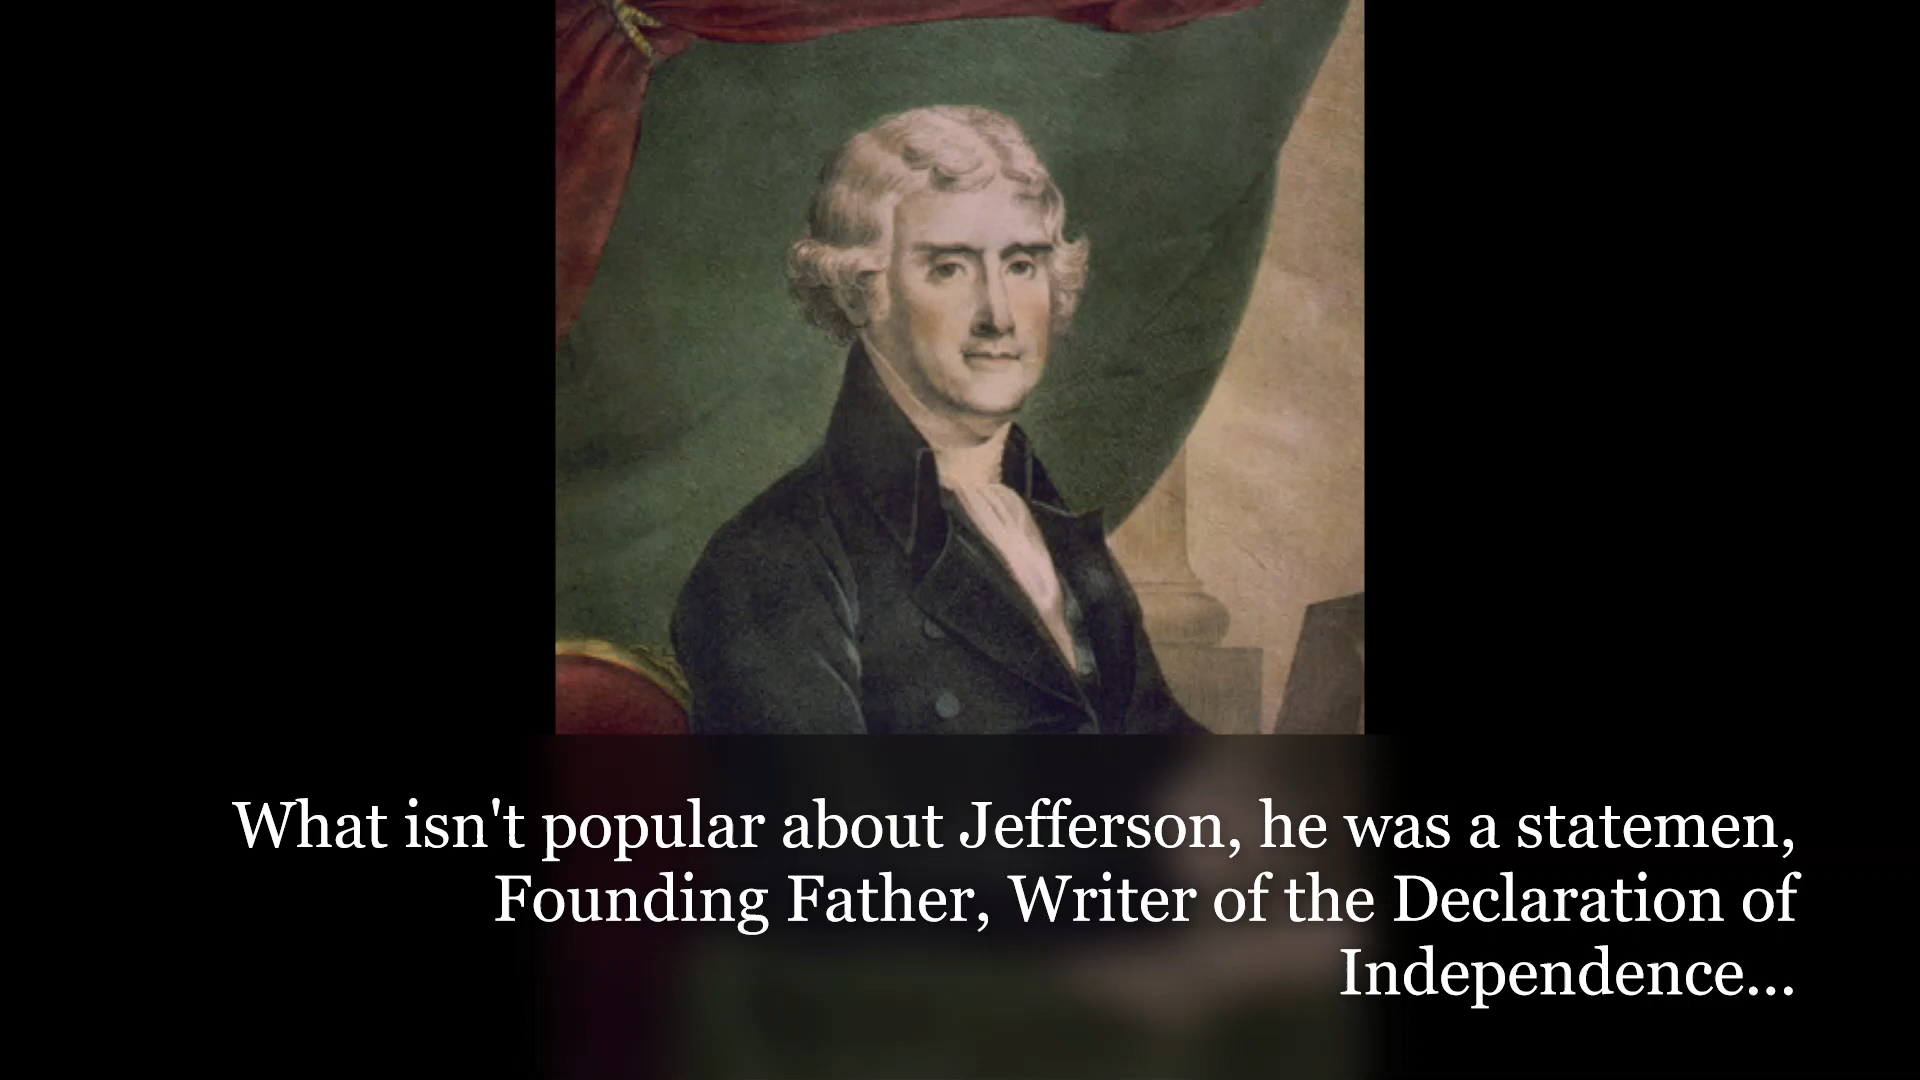 What isn't popular about Jefferson, he was a statemen,
Founding Father, Writer of the Declaration of
Independence...